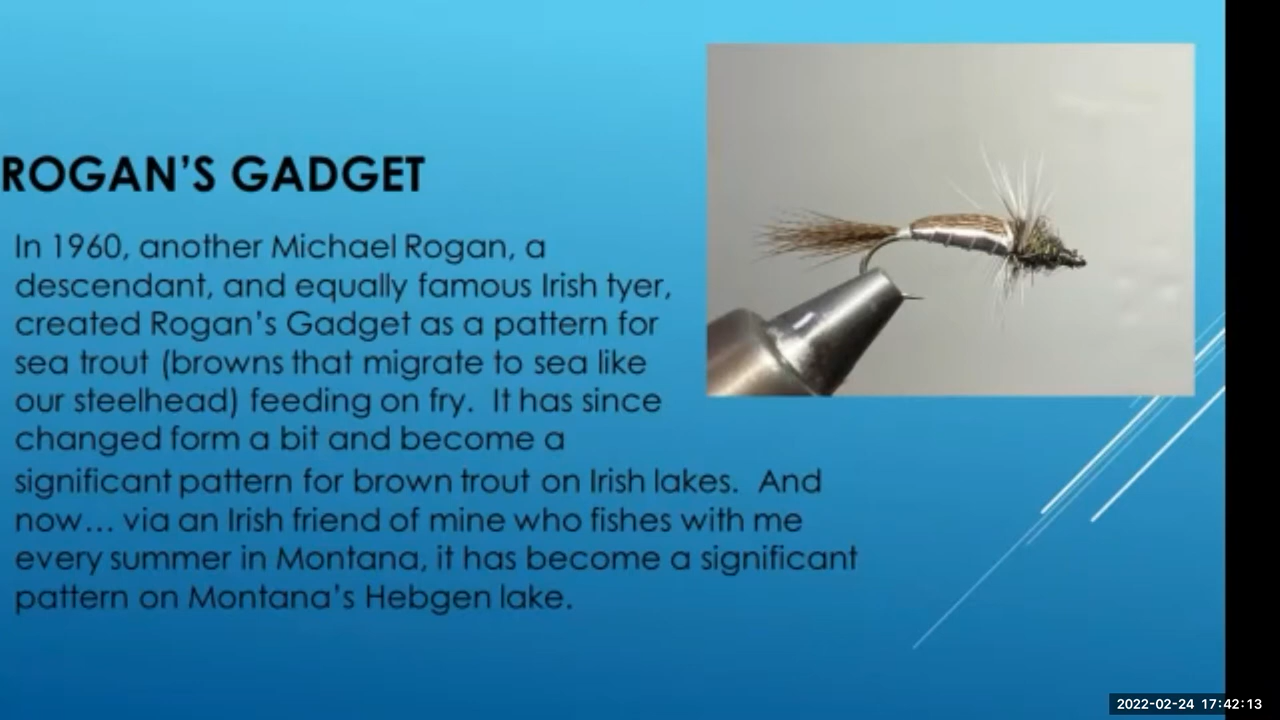 ROGAN'S GADGET
In 1960, another Michael Rogan, a
descendant, and equally famous Irish tyer,
created Rogan's Gadget as a pattern for
sea trout (browns that migrate to sea like
our steelhead) feeding on fry.  It has since
changed form a bit and become a
significant pattern for brown trout on Irish lakes.  And
now… via an Irish friend of mine who fishes with me
every summer in Montana, it has become a significant
pattern on Montana's Hebgen lake.
2022-02-24 17:42:13